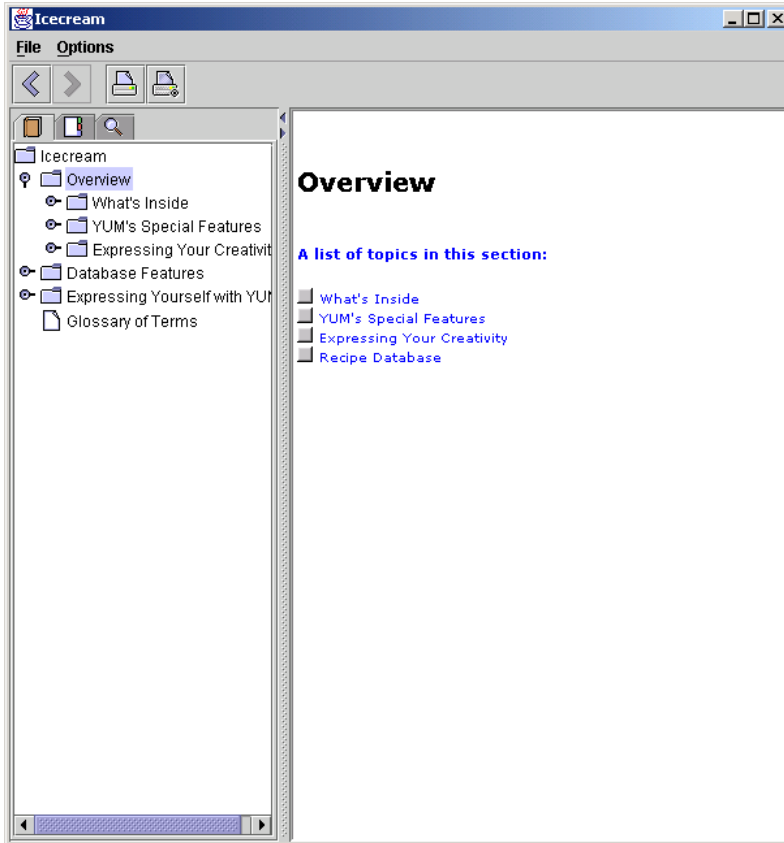 Icecream
File Options
Icecream
Overview
What's Inside
YUM's Special Features
Expressing Your Creativit
Database Features
Expressing Yourself with YU
Glossary of Terms
Overview
A list of topics in this section:
What's Inside
YUM's Special Features
Expressing Your Creativity
Recipe Database